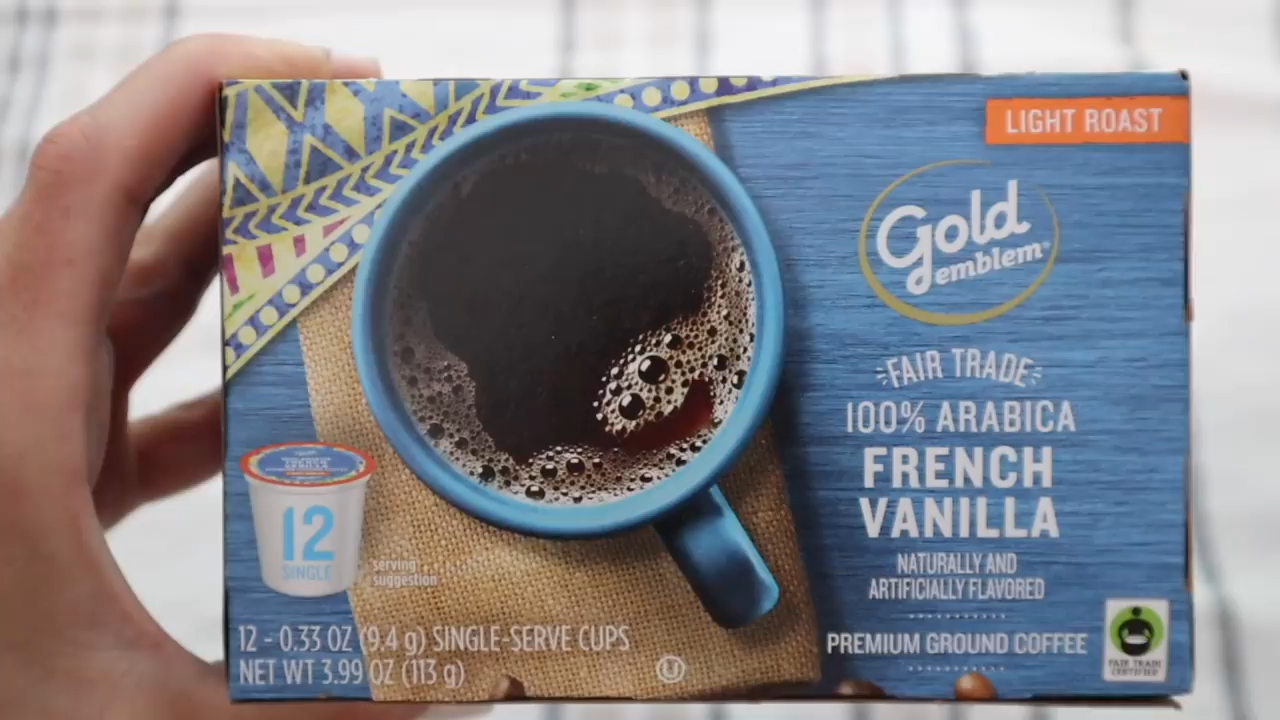 LIGHT ROAST
Gold
emblem
FAIR TRADE
100% ARABICA
FRENCH
VANILLA
NATURALLY AND
ARTIFICIALLY FLAVORED
PREMIUM GROUND COFFEE
FAIR TRADE
CERTIFIED
12
SINGLE
serving
suggestion
12 - 0.33 OZ (9.4 g) SINGLE-SERVE CUPS
NET WT 3.99 OZ (113 g)